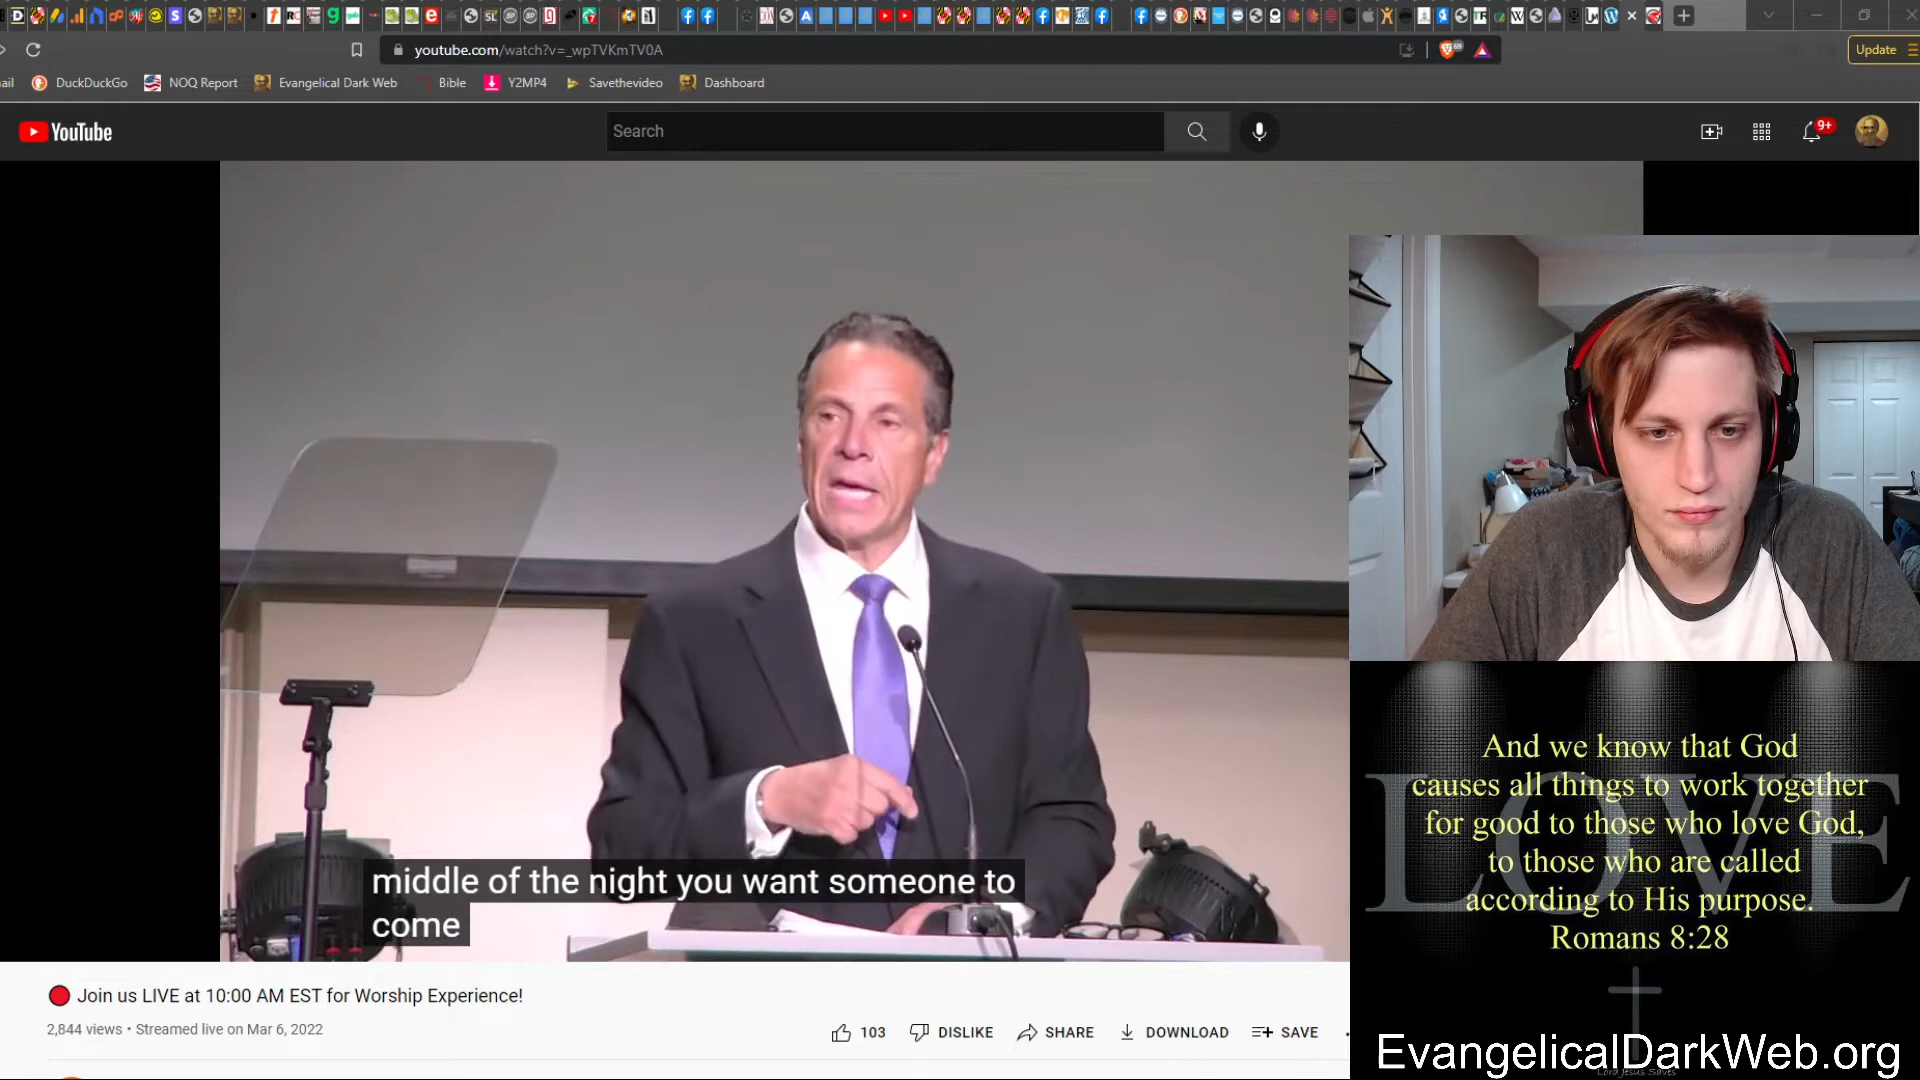 youtube.com/watch?v=_wpTVKmTV0A
Update
ail
DuckDuckGo
NOQ Report
Evangelical Dark Web
Bible
Y2MP4
Savethevideo
Dashboard
YouTube
Search
9+
middle of the night you want someone to
come
And we know that God
causes all things to work together
for good to those who love God,
to those who are called
according to His purpose.
Romans 8:28
LOVE
Join us LIVE at 10:00 AM EST for Worship Experience!
2,844 views • Streamed live on Mar 6, 2022
103
DISLIKE
SHARE
DOWNLOAD
SAVE
EvangelicalDarkWeb.org
Lord Jesus Saves